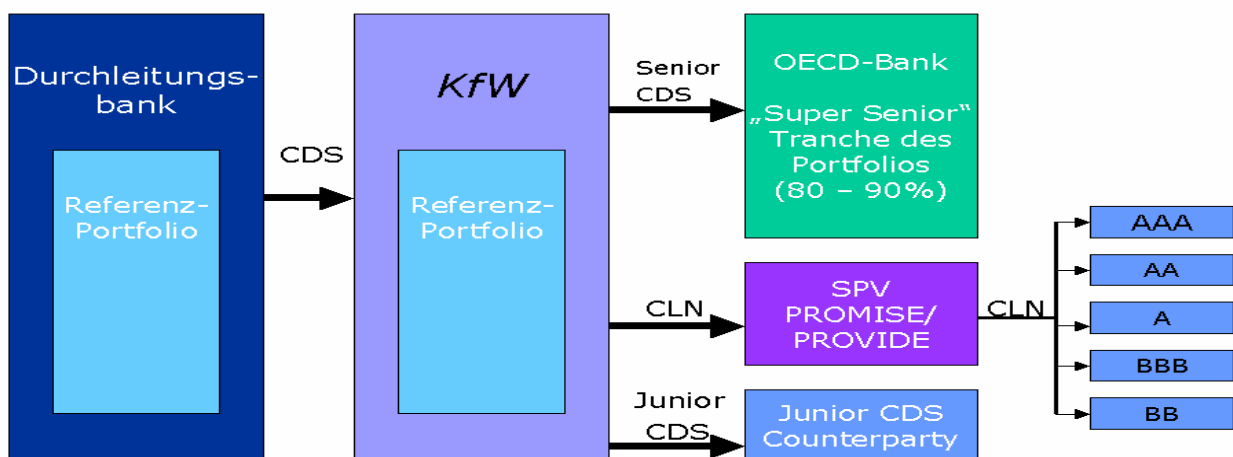 Durchleitungs-
bank
Referenz-
Portfolio
CDS
KfW
Referenz-
Portfolio
Senior
CDS
OECD-Bank
„Super Senior“
Tranche des
Portfolios
(80 – 90%)
CLN
SPV
PROMISE/
PROVIDE
CLN
AAA
AA
A
BBB
BB
Junior
CDS
Junior CDS
Counterparty